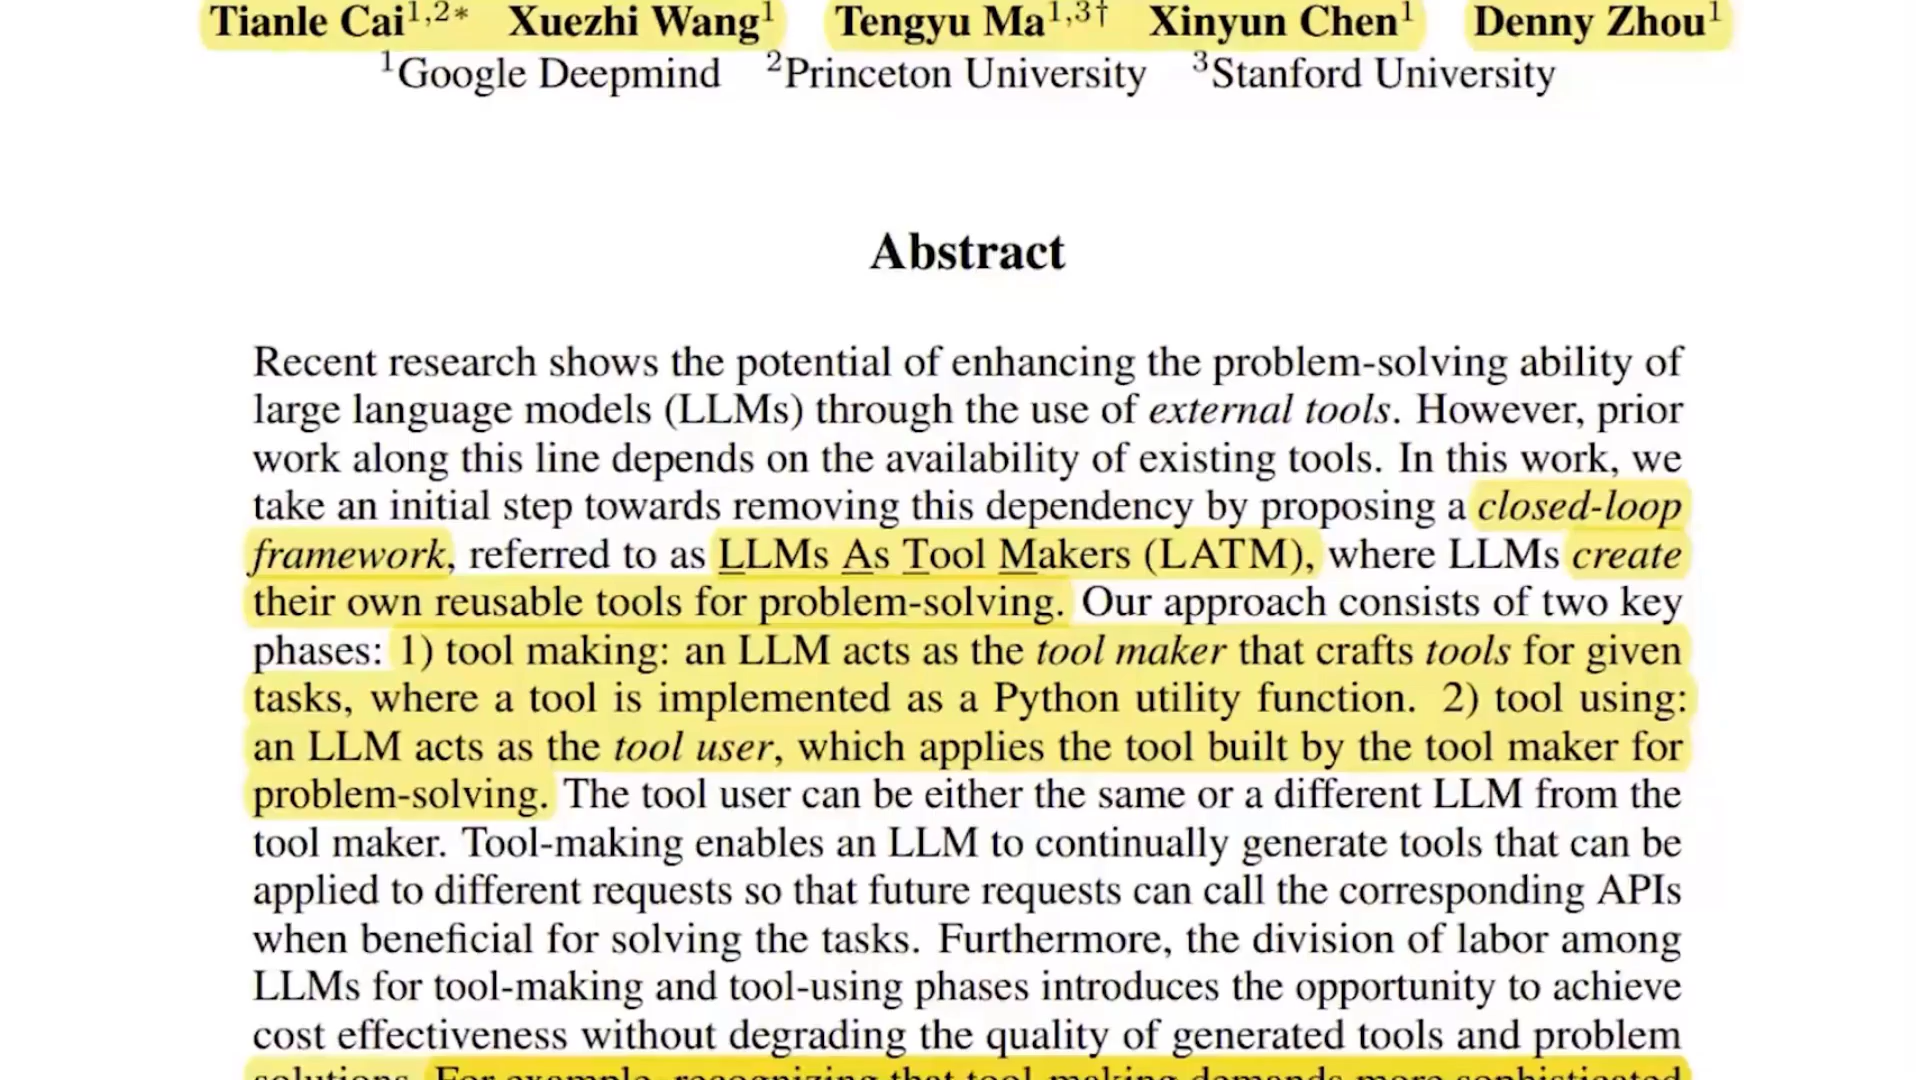 Tianle Cai1,2* Xuezhi Wang1 Tengyu Ma1,3† Xinyun Chen1 Denny Zhou1
1Google Deepmind 2Princeton University 3Stanford University
Abstract
Recent research shows the potential of enhancing the problem-solving ability of
large language models (LLMs) through the use of external tools. However, prior
work along this line depends on the availability of existing tools. In this work, we
take an initial step towards removing this dependency by proposing a closed-loop
framework, referred to as LLMs As Tool Makers (LATM), where LLMs create
their own reusable tools for problem-solving. Our approach consists of two key
phases: 1) tool making: an LLM acts as the tool maker that crafts tools for given
tasks, where a tool is implemented as a Python utility function. 2) tool using:
an LLM acts as the tool user, which applies the tool built by the tool maker for
problem-solving. The tool user can be either the same or a different LLM from the
tool maker. Tool-making enables an LLM to continually generate tools that can be
applied to different requests so that future requests can call the corresponding APIs
when beneficial for solving the tasks. Furthermore, the division of labor among
LLMs for tool-making and tool-using phases introduces the opportunity to achieve
cost effectiveness without degrading the quality of generated tools and problem
solutions. For example, recognizing that tool-making demands more sophisticated